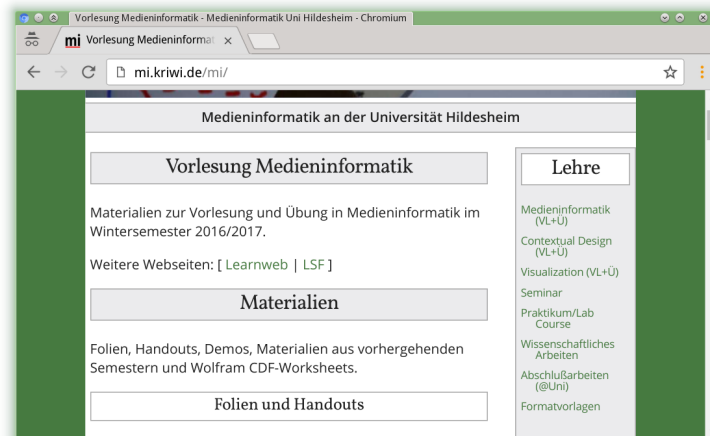 Vorlesung Medieninformatik - Medieninformatik Uni Hildesheim - Chromium
mi Vorlesung Medieninformat
mi.kriwi.de/mi/
Medieninformatik an der Universität Hildesheim
Vorlesung Medieninformatik
Materialien zur Vorlesung und Übung in Medieninformatik im
Wintersemester 2016/2017.
Weitere Webseiten: [ Learnweb | LSF ]
Materialien
Folien, Handouts, Demos, Materialien aus vorhergehenden
Semestern und Wolfram CDF-Worksheets.
Folien und Handouts
Lehre
Medieninformatik
(VL+Ü)
Contextual Design
(VL+Ü)
Visualization (VL+Ü)
Seminar
Praktikum/Lab
Course
Wissenschaftliches
Arbeiten
Abschlußarbeiten
(@Uni)
Formatvorlagen